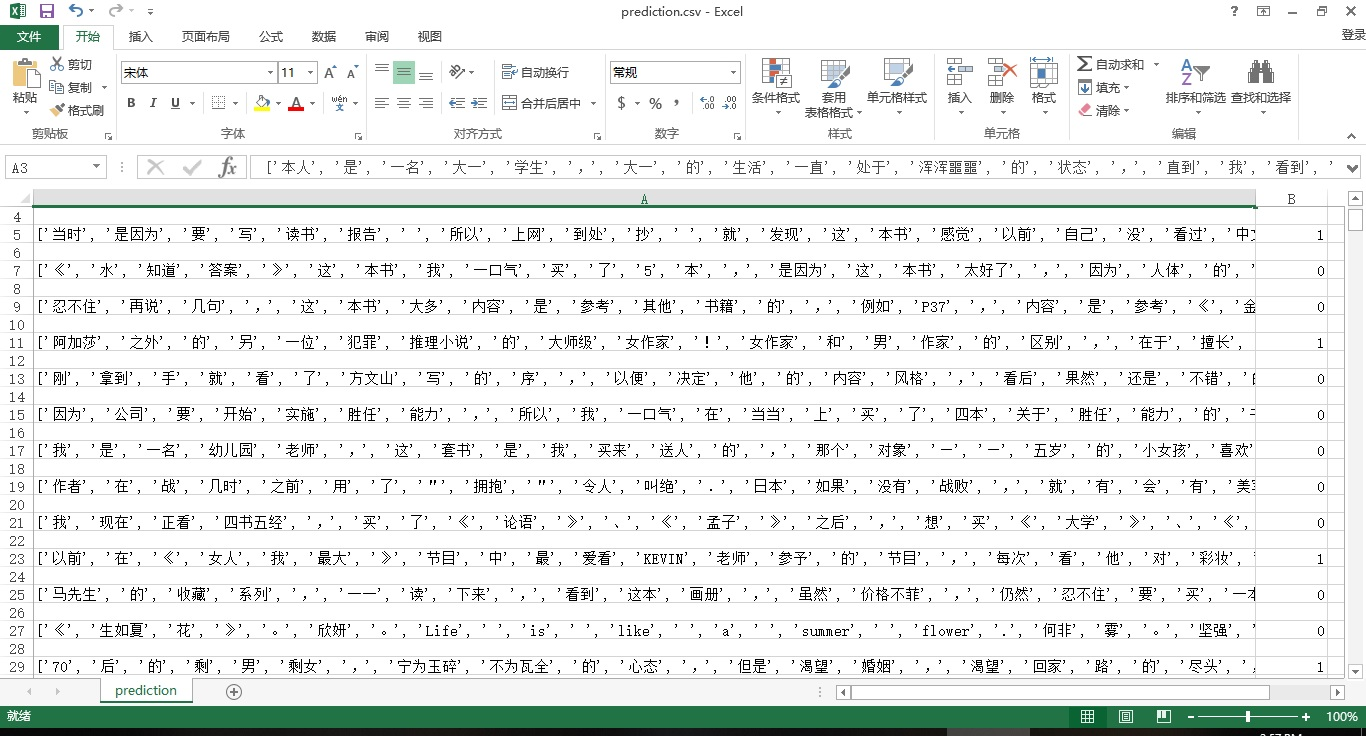 prediction.csv - Excel
登录
文件 开始 插入 页面布局 公式 数据 审阅 视图
粘贴 剪切 复制 格式刷 剪贴板
宋体 11 B I U A wén 字体
自动换行 合并后居中 对齐方式
常规 $ % , 数字
条件格式 套用 表格格式 单元格样式 样式
插入 删除 格式 单元格
自动求和 填充 清除 排序和筛选 查找和选择 编辑
A3 fx ['本人', '是', '一名', '大一', '学生', ',', '大一', '的', '生活', '一直', '处于', '浑浑噩噩', '的', '状态', ',', '直到', '我', '看到', '
A B
4
5 ['当时', '是因为', '要', '写', '读书', '报告', ' ', '所以', '上网', '到处', '抄', ' ', '就', '发现', '这', '本书', '感觉', '以前', '自己', '没', '看过', '中文 1
6
7 ['《', '水', '知道', '答案', '》', '这', '本书', '我', '一口气', '买', '了', '5', '本', ',', '是因为', '这', '本书', '太好了', ',', '因为', '人体', '的', ' 0
8
9 ['忍不住', '再说', '几句', ',', '这', '本书', '大多', '内容', '是', '参考', '其他', '书籍', '的', ',', '例如', 'P37', ',', '内容', '是', '参考', '《', '金 0
10
11 ['阿加莎', '之外', '的', '另', '一位', '犯罪', '推理小说', '的', '大师级', '女作家', '!', '女作家', '和', '男', '作家', '的', '区别', ',', '在于', '擅长', 1
12
13 ['刚', '拿到', '手', '就', '看', '了', '方文山', '写', '的', '序', ',', '以便', '决定', '他', '的', '内容', '风格', ',', '看后', '果然', '还是', '不错', ' 0
14
15 ['因为', '公司', '要', '开始', '实施', '胜任', '能力', ',', '所以', '我', '一口气', '在', '当当', '上', '买', '了', '四本', '关于', '胜任', '能力', '的', ' 0
16
17 ['我', '是', '一名', '幼儿园', '老师', ',', '这', '套书', '是', '我', '买来', '送人', '的', ',', '那个', '对象', '一', '一', '五岁', '的', '小女孩', '喜欢' 0
18
19 ['作者', '在', '战', '几时', '之前', '用', '了', '"', '拥抱', '"', '令人', '叫绝', '.', '日本', '如果', '没有', '战败', ',', '就', '有', '会', '有', '美军 0
20
21 ['我', '现在', '正看', '四书五经', ',', '买', '了', '《', '论语', '》', '、', '《', '孟子', '》', '之后', ',', '想', '买', '《', '大学', '》', '、', '《', 0
22
23 ['以前', '在', '《', '女人', '我', '最大', '》', '节目', '中', '最', '爱看', 'KEVIN', '老师', '参予', '的', '节目', ',', '每次', '看', '他', '对', '彩妆', ' 1
24
25 ['马先生', '的', '收藏', '系列', ',', '一一', '读', '下来', ',', '看到', '这本', '画册', ',', '虽然', '价格不菲', ',', '仍然', '忍不住', '要', '买', '一本 0
26
27 ['《', '生如夏', '花', '》', '。', '欣妍', '。', 'Life', ' ', 'is', ' ', 'like', ' ', 'a', ' ', 'summer', ' ', 'flower', '.', '何非', '雾', '。', '坚强', ' 0
28
29 ['70', '后', '的', '剩', '男', '剩女', ',', '宁为玉碎', '不为瓦全', '的', '心态', ',', '但是', '渴望', '婚姻', ',', '渴望', '回家', '路', '的', '尽头', ' 1
prediction
就绪 100%